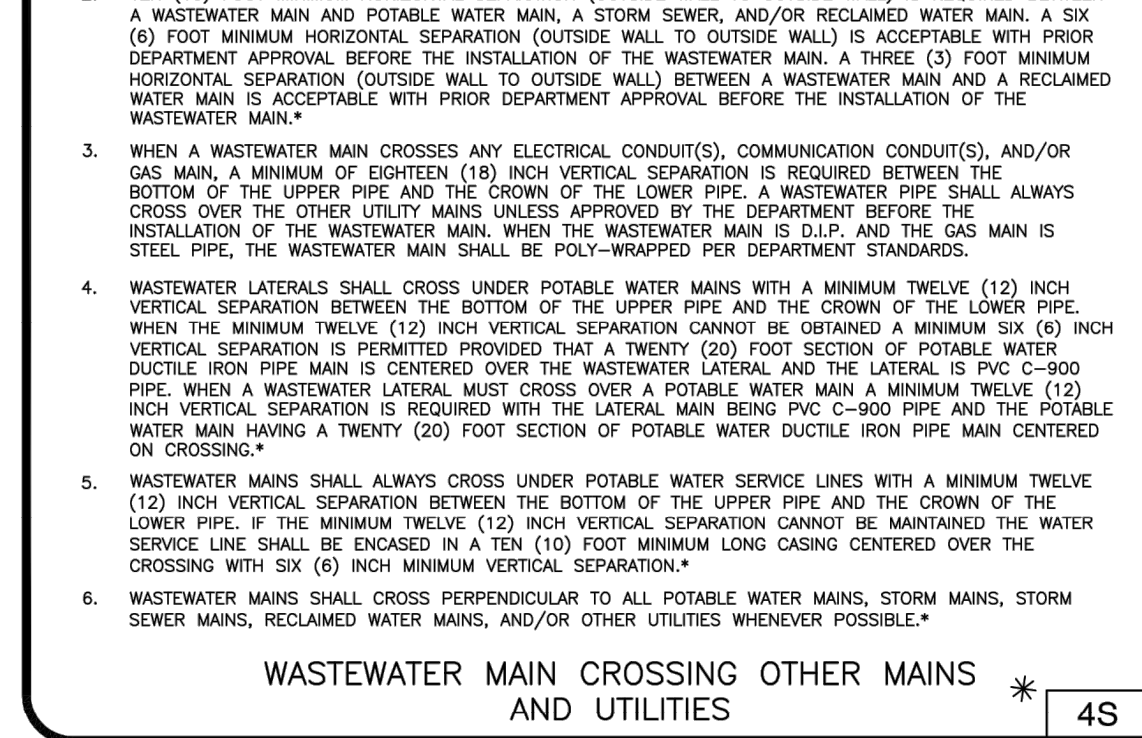 A WASTEWATER MAIN AND POTABLE WATER MAIN, A STORM SEWER, AND/OR RECLAIMED WATER MAIN. A SIX
(6) FOOT MINIMUM HORIZONTAL SEPARATION (OUTSIDE WALL TO OUTSIDE WALL) IS ACCEPTABLE WITH PRIOR
DEPARTMENT APPROVAL BEFORE THE INSTALLATION OF THE WASTEWATER MAIN. A THREE (3) FOOT MINIMUM
HORIZONTAL SEPARATION (OUTSIDE WALL TO OUTSIDE WALL) BETWEEN A WASTEWATER MAIN AND A RECLAIMED
WATER MAIN IS ACCEPTABLE WITH PRIOR DEPARTMENT APPROVAL BEFORE THE INSTALLATION OF THE
WASTEWATER MAIN.*
3. WHEN A WASTEWATER MAIN CROSSES ANY ELECTRICAL CONDUIT(S), COMMUNICATION CONDUIT(S), AND/OR
GAS MAIN, A MINIMUM OF EIGHTEEN (18) INCH VERTICAL SEPARATION IS REQUIRED BETWEEN THE
BOTTOM OF THE UPPER PIPE AND THE CROWN OF THE LOWER PIPE. A WASTEWATER PIPE SHALL ALWAYS
CROSS OVER THE OTHER UTILITY MAINS UNLESS APPROVED BY THE DEPARTMENT BEFORE THE
INSTALLATION OF THE WASTEWATER MAIN. WHEN THE WASTEWATER MAIN IS D.I.P. AND THE GAS MAIN IS
STEEL PIPE, THE WASTEWATER MAIN SHALL BE POLY-WRAPPED PER DEPARTMENT STANDARDS.
4. WASTEWATER LATERALS SHALL CROSS UNDER POTABLE WATER MAINS WITH A MINIMUM TWELVE (12) INCH
VERTICAL SEPARATION BETWEEN THE BOTTOM OF THE UPPER PIPE AND THE CROWN OF THE LOWER PIPE.
WHEN THE MINIMUM TWELVE (12) INCH VERTICAL SEPARATION CANNOT BE OBTAINED A MINIMUM SIX (6) INCH
VERTICAL SEPARATION IS PERMITTED PROVIDED THAT A TWENTY (20) FOOT SECTION OF POTABLE WATER
DUCTILE IRON PIPE MAIN IS CENTERED OVER THE WASTEWATER LATERAL AND THE LATERAL IS PVC C-900
PIPE. WHEN A WASTEWATER LATERAL MUST CROSS OVER A POTABLE WATER MAIN A MINIMUM TWELVE (12)
INCH VERTICAL SEPARATION IS REQUIRED WITH THE LATERAL MAIN BEING PVC C-900 PIPE AND THE POTABLE
WATER MAIN HAVING A TWENTY (20) FOOT SECTION OF POTABLE WATER DUCTILE IRON PIPE MAIN CENTERED
ON CROSSING.*
5. WASTEWATER MAINS SHALL ALWAYS CROSS UNDER POTABLE WATER SERVICE LINES WITH A MINIMUM TWELVE
(12) INCH VERTICAL SEPARATION BETWEEN THE BOTTOM OF THE UPPER PIPE AND THE CROWN OF THE
LOWER PIPE. IF THE MINIMUM TWELVE (12) INCH VERTICAL SEPARATION CANNOT BE MAINTAINED THE WATER
SERVICE LINE SHALL BE ENCASED IN A TEN (10) FOOT MINIMUM LONG CASING CENTERED OVER THE
CROSSING WITH SIX (6) INCH MINIMUM VERTICAL SEPARATION.*
6. WASTEWATER MAINS SHALL CROSS PERPENDICULAR TO ALL POTABLE WATER MAINS, STORM MAINS, STORM
SEWER MAINS, RECLAIMED WATER MAINS, AND/OR OTHER UTILITIES WHENEVER POSSIBLE.*
WASTEWATER MAIN CROSSING OTHER MAINS
AND UTILITIES
*
4S